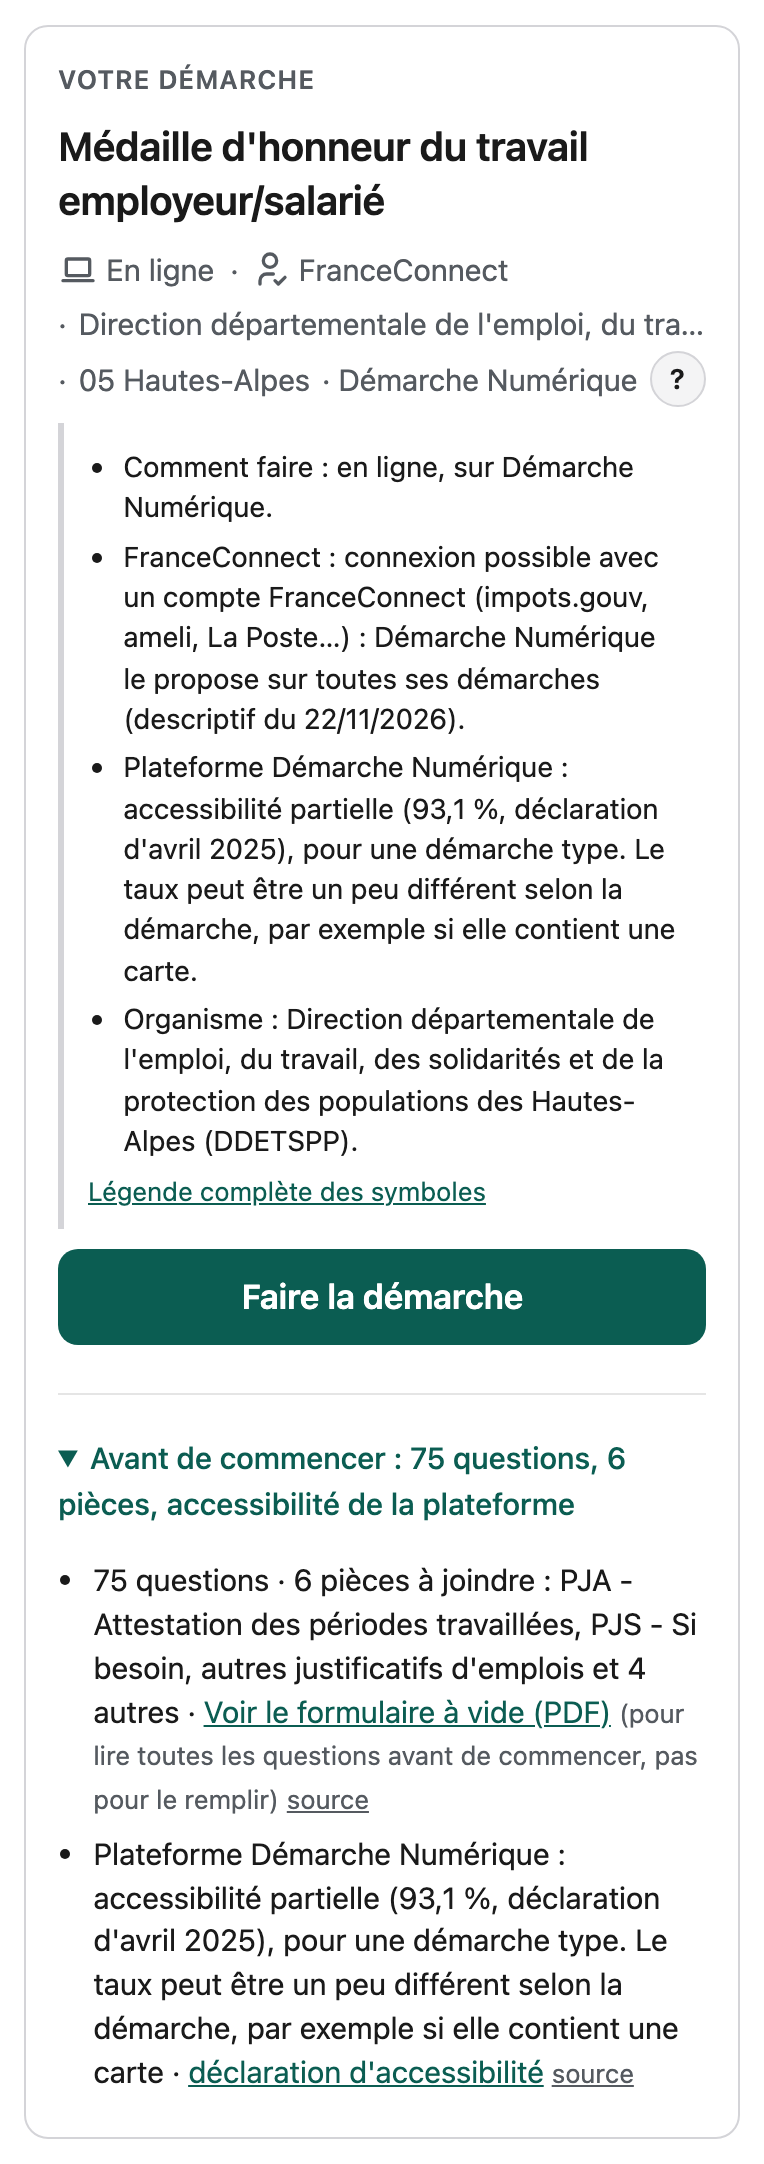 VOTRE DÉMARCHE
Médaille d'honneur du travail
employeur/salarié
En ligne · FranceConnect
· Direction départementale de l'emploi, du tra...
· 05 Hautes-Alpes · Démarche Numérique ?
• Comment faire : en ligne, sur Démarche
Numérique.
• FranceConnect : connexion possible avec
un compte FranceConnect (impots.gouv,
ameli, La Poste...) : Démarche Numérique
le propose sur toutes ses démarches
(descriptif du 22/11/2026).
• Plateforme Démarche Numérique :
accessibilité partielle (93,1 %, déclaration
d'avril 2025), pour une démarche type. Le
taux peut être un peu différent selon la
démarche, par exemple si elle contient une
carte.
• Organisme : Direction départementale de
l'emploi, du travail, des solidarités et de la
protection des populations des Hautes-
Alpes (DDETSPP).
Légende complète des symboles
Faire la démarche
▼ Avant de commencer : 75 questions, 6
pièces, accessibilité de la plateforme
• 75 questions · 6 pièces à joindre : PJA -
Attestation des périodes travaillées, PJS - Si
besoin, autres justificatifs d'emplois et 4
autres · Voir le formulaire à vide (PDF) (pour
lire toutes les questions avant de commencer, pas
pour le remplir) source
• Plateforme Démarche Numérique :
accessibilité partielle (93,1 %, déclaration
d'avril 2025), pour une démarche type. Le
taux peut être un peu différent selon la
démarche, par exemple si elle contient une
carte · déclaration d'accessibilité source